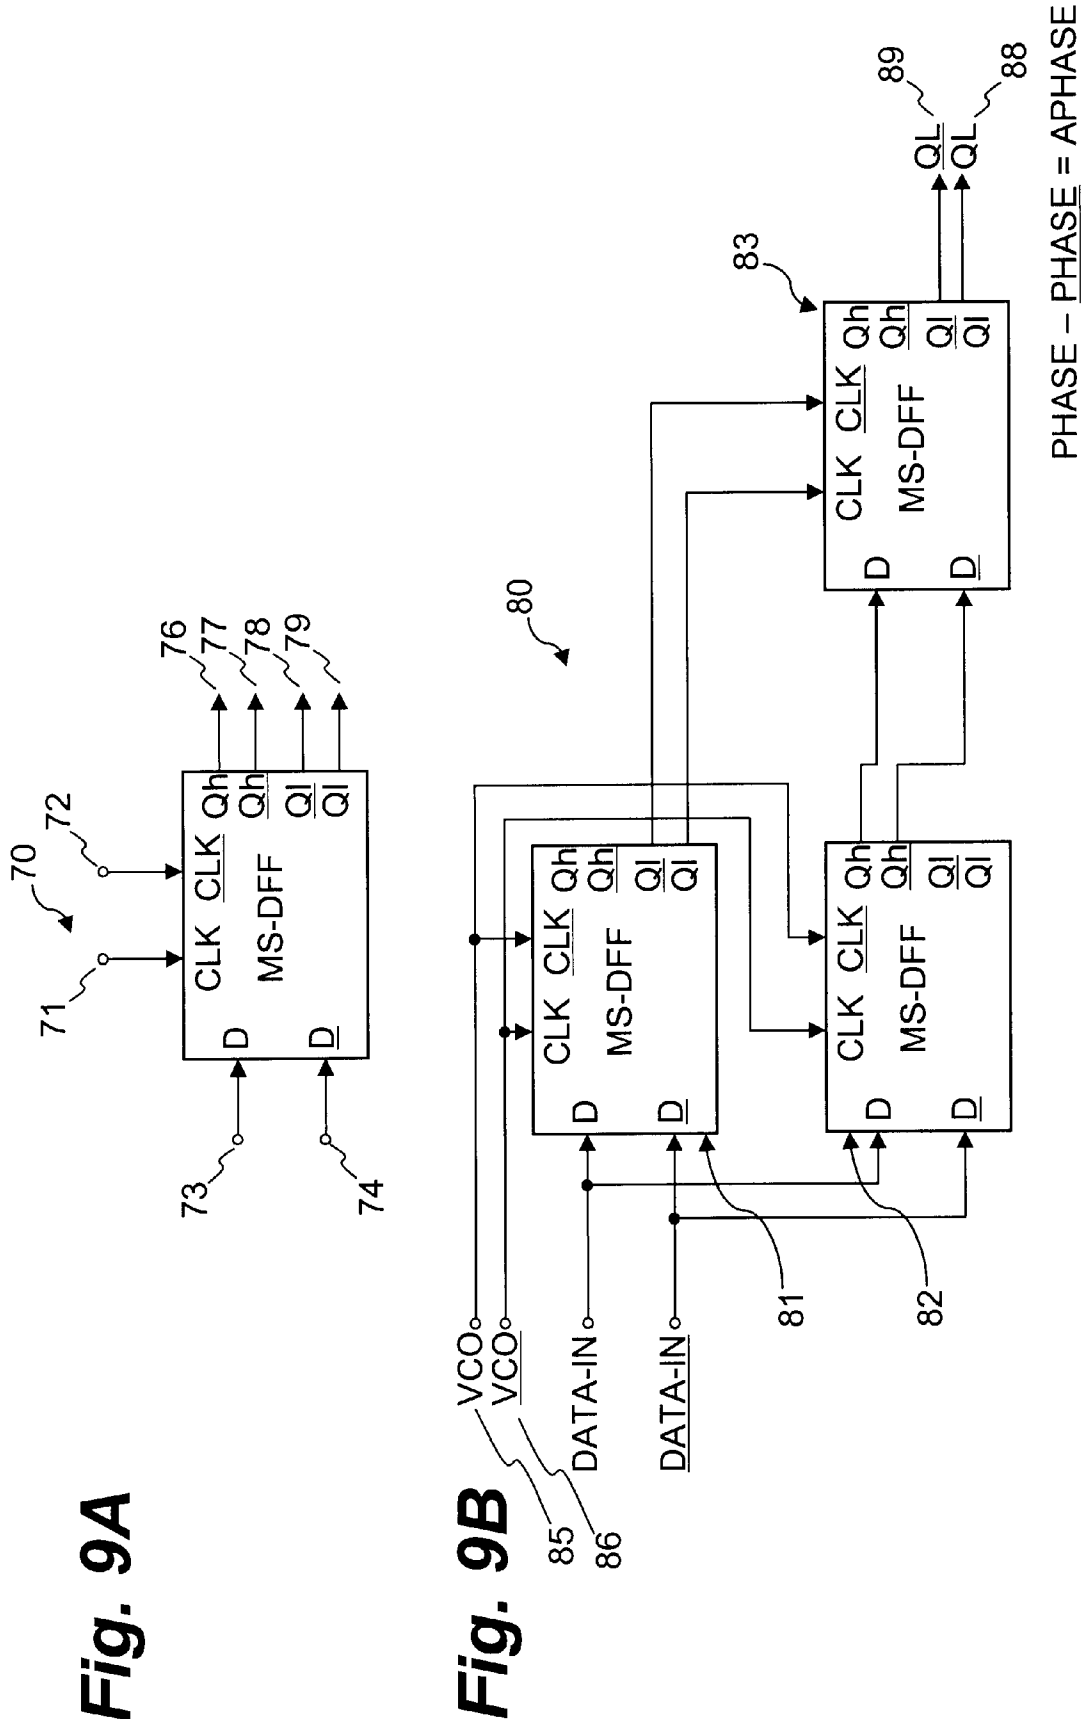 Fig. 9A
70
71
72
73
74
CLK CLK
D
D
MS-DFF
Qh
Qh
Ql
Ql
76
77
78
79
Fig. 9B
80
85
86
VCO
VCO
DATA-IN
DATA-IN
81
CLK CLK
D
D
MS-DFF
Qh
Qh
Ql
Ql
82
CLK CLK
D
D
MS-DFF
Qh
Qh
Ql
Ql
83
CLK CLK
D
D
MS-DFF
Qh
Qh
Ql
Ql
89
QL
QL
88
PHASE – PHASE = APHASE